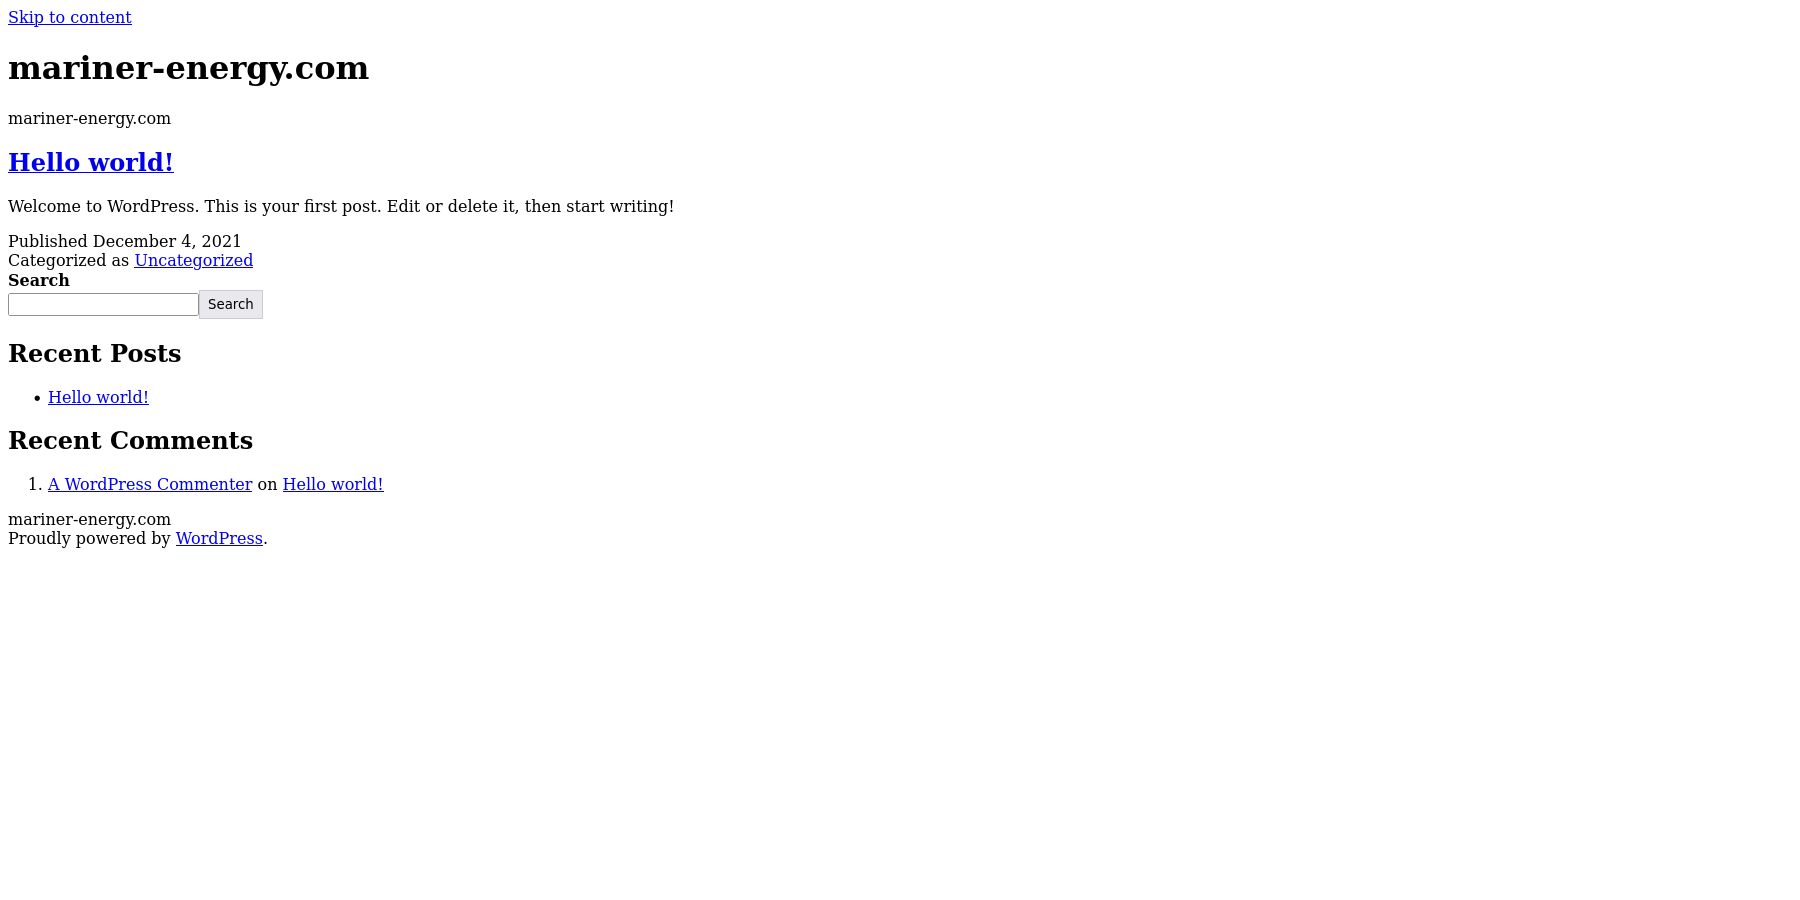 Skip to content
mariner-energy.com
mariner-energy.com
Hello world!
Welcome to WordPress. This is your first post. Edit or delete it, then start writing!
Published December 4, 2021
Categorized as Uncategorized
Search
Search
Recent Posts
Hello world!
Recent Comments
1. A WordPress Commenter on Hello world!
mariner-energy.com
Proudly powered by WordPress.